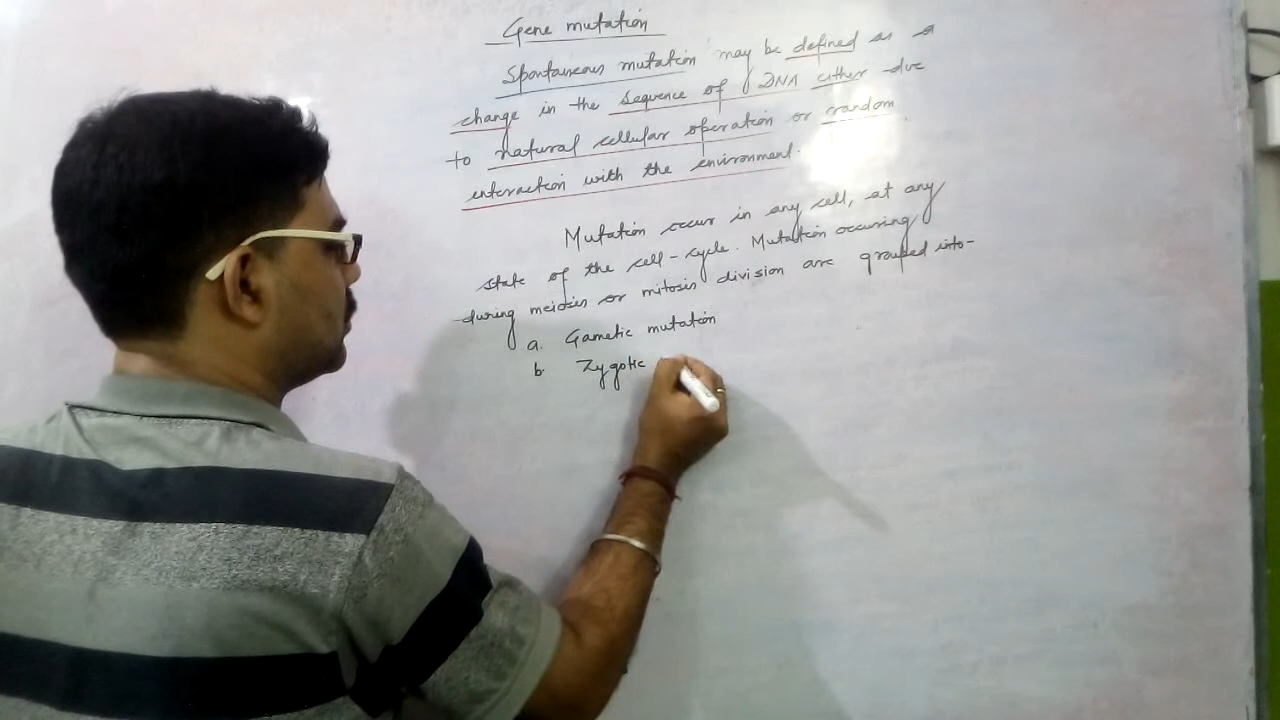 Gene mutation
Spontaneous mutation may be defined as a
change in the sequence of DNA either due
to natural cellular operation or random
interaction with the environment.
Mutation occur in any cell, at any
state of the cell-cycle. Mutation occuring
during meiosis or mitosis division are grouped into-
a. Gametic mutation
b. Zygotic